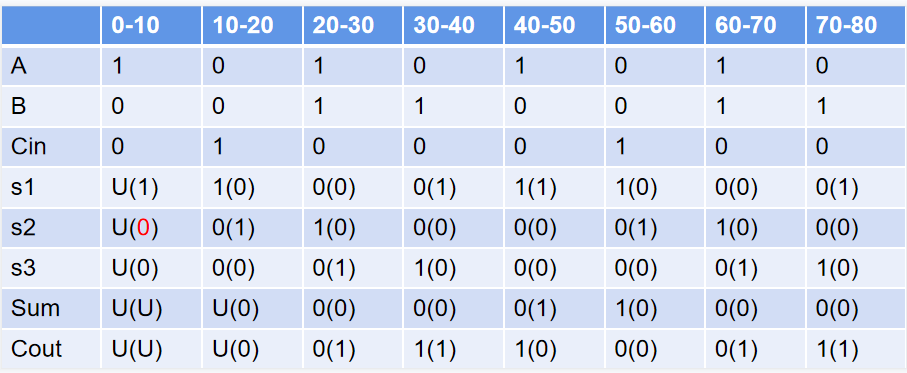 0-10 10-20 20-30 30-40 40-50 50-60 60-70 70-80
A 1 0 1 0 1 0 1 0
B 0 0 1 1 0 0 1 1
Cin 0 1 0 0 0 1 0 0
s1 U(1) 1(0) 0(0) 0(1) 1(1) 1(0) 0(0) 0(1)
s2 U(0) 0(1) 1(0) 0(0) 0(0) 0(1) 1(0) 0(0)
s3 U(0) 0(0) 0(1) 1(0) 0(0) 0(0) 0(1) 1(0)
Sum U(U) U(0) 0(0) 0(0) 0(1) 1(0) 0(0) 0(0)
Cout U(U) U(0) 0(1) 1(1) 1(0) 0(0) 0(1) 1(1)